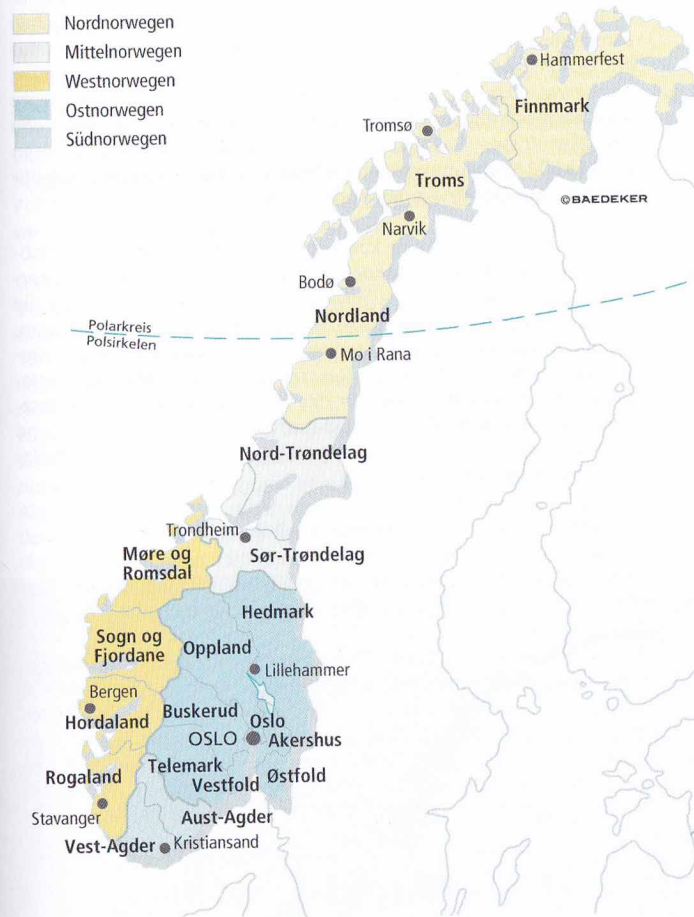 Nordnorwegen
Mittelnorwegen
Westnorwegen
Ostnorwegen
Südnorwegen
Hammerfest
Finnmark
Tromsø
Troms
©BAEDEKER
Narvik
Bodø
Nordland
Polarkreis
Polsirkelen
Mo i Rana
Nord-Trøndelag
Trondheim
Sør-Trøndelag
Møre og
Romsdal
Hedmark
Sogn og
Fjordane
Oppland
Lillehammer
Bergen
Hordaland
Buskerud
Oslo
OSLO
Akershus
Rogaland
Telemark
Vestfold
Østfold
Stavanger
Aust-Agder
Vest-Agder
Kristiansand